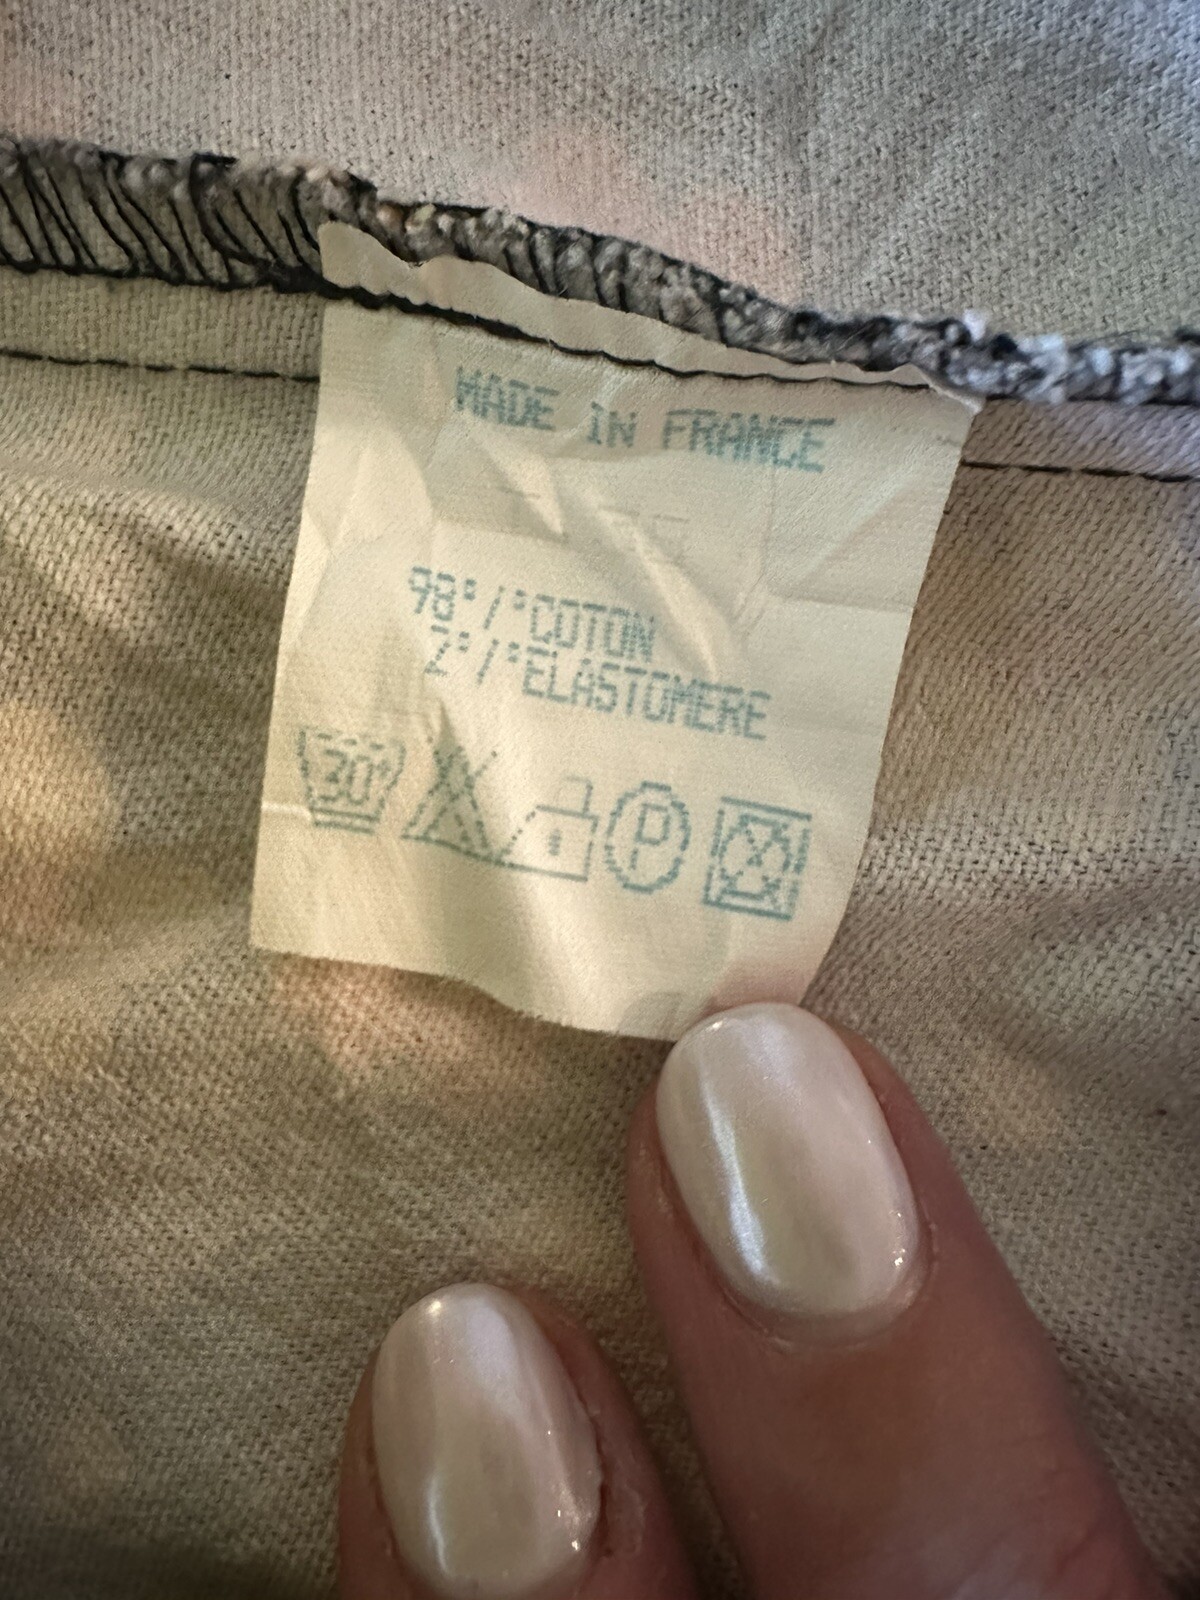 MADE IN FRANCE
98°/°COTON
2°/°ELASTOMERE
30°
P